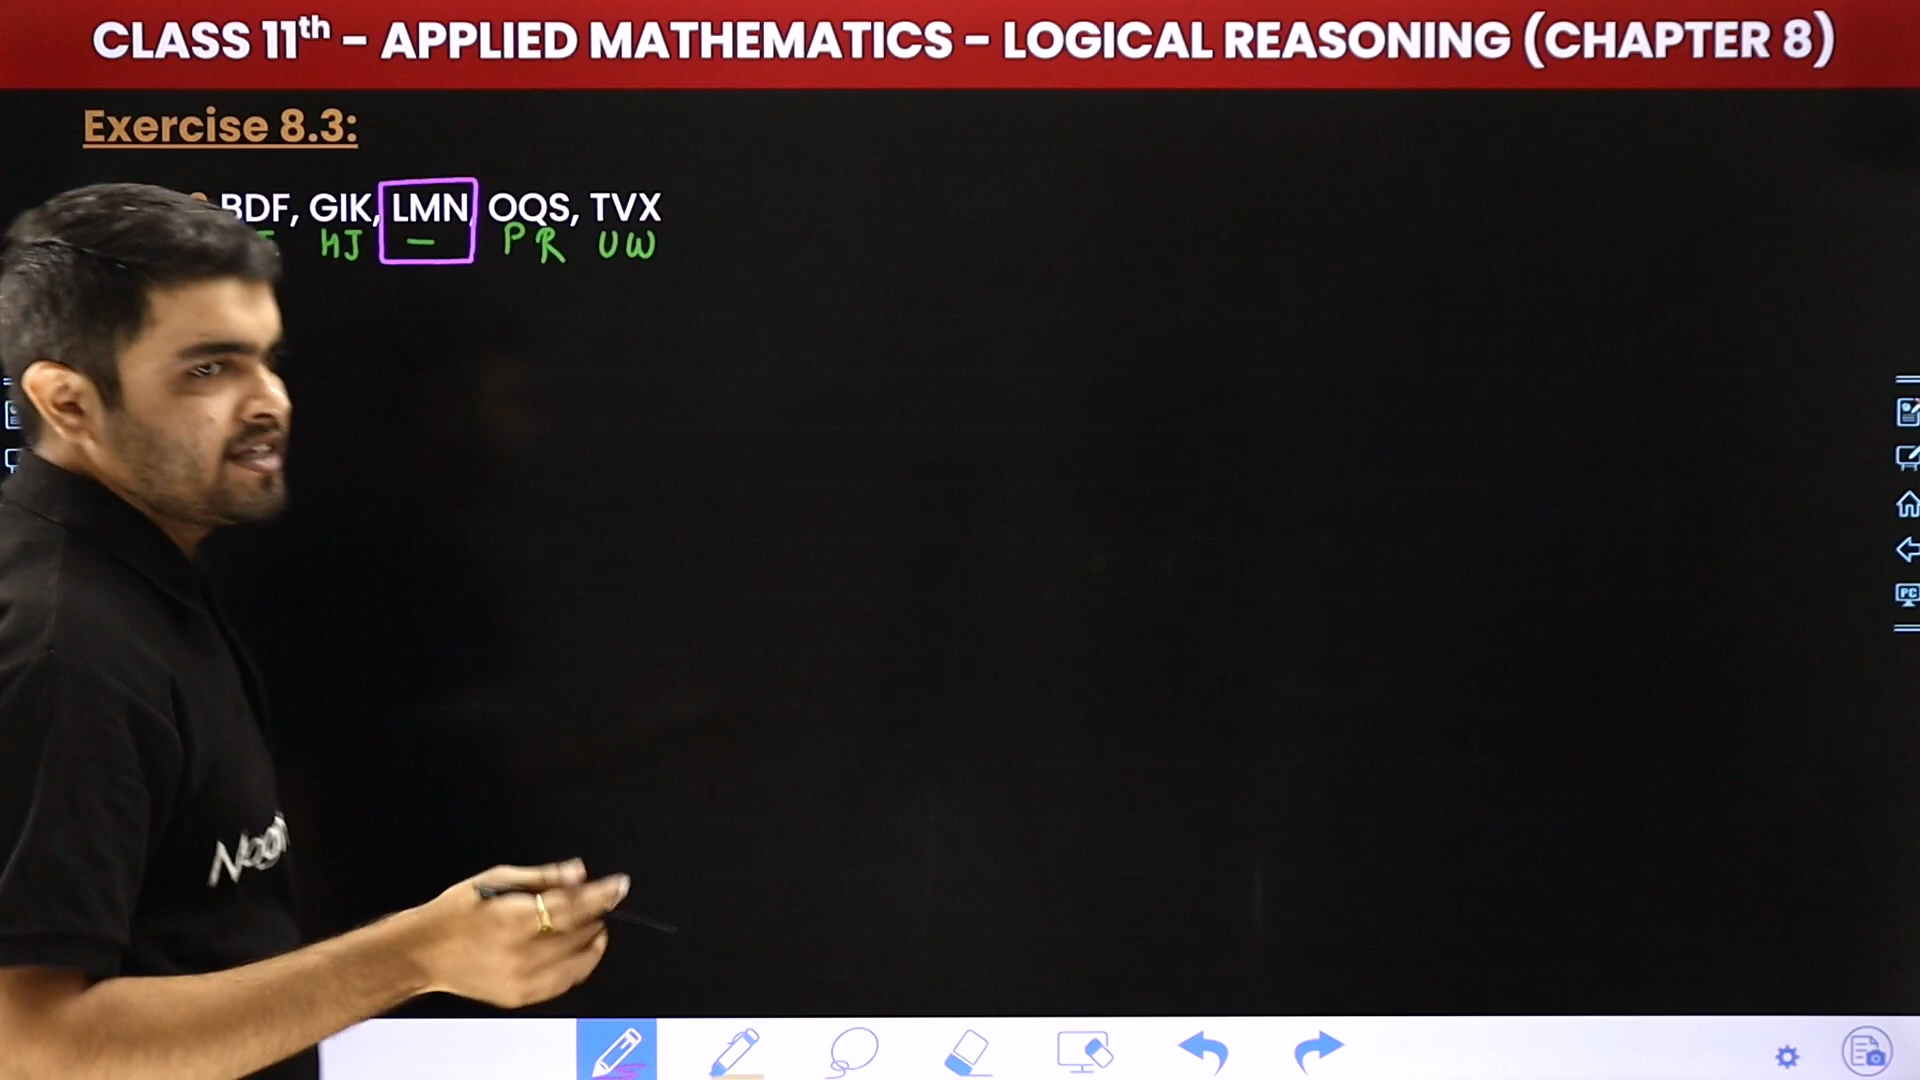 CLASS 11th - APPLIED MATHEMATICS - LOGICAL REASONING (CHAPTER 8)
Exercise 8.3:
BDF, GIK, LMN, OQS, TVX
HJ — PR UW
PC